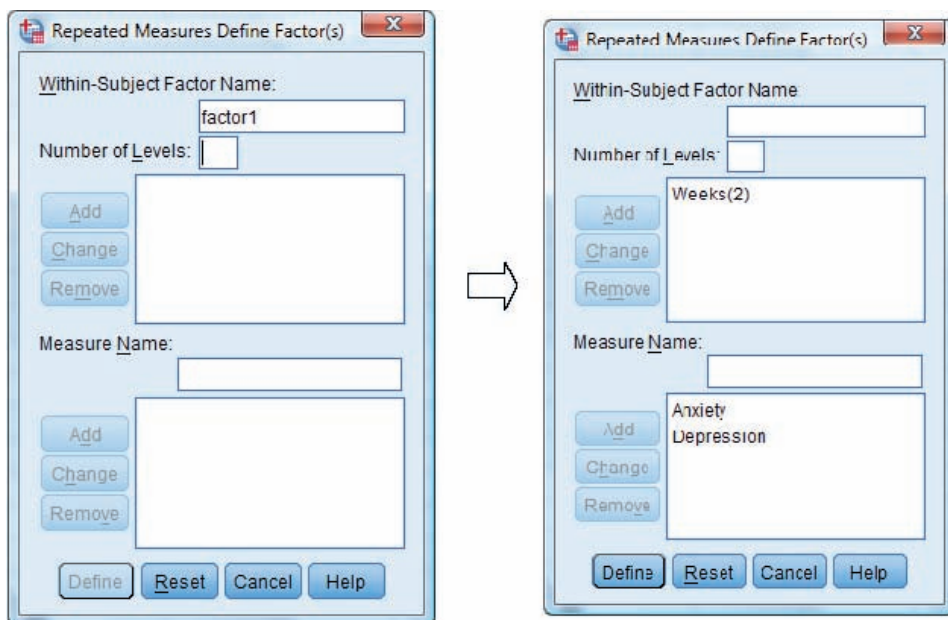 Repeated Measures Define Factor(s)
Within-Subject Factor Name:
factor1
Number of Levels:
Add
Change
Remove
Measure Name:
Add
Change
Remove
Define Reset Cancel Help
Repeated Measures Define Factor(s)
Within-Subject Factor Name
Number of Levels:
Weeks(2)
Add
Change
Remove
Measure Name:
Anxiety
Depression
Add
Change
Remove
Define Reset Cancel Help